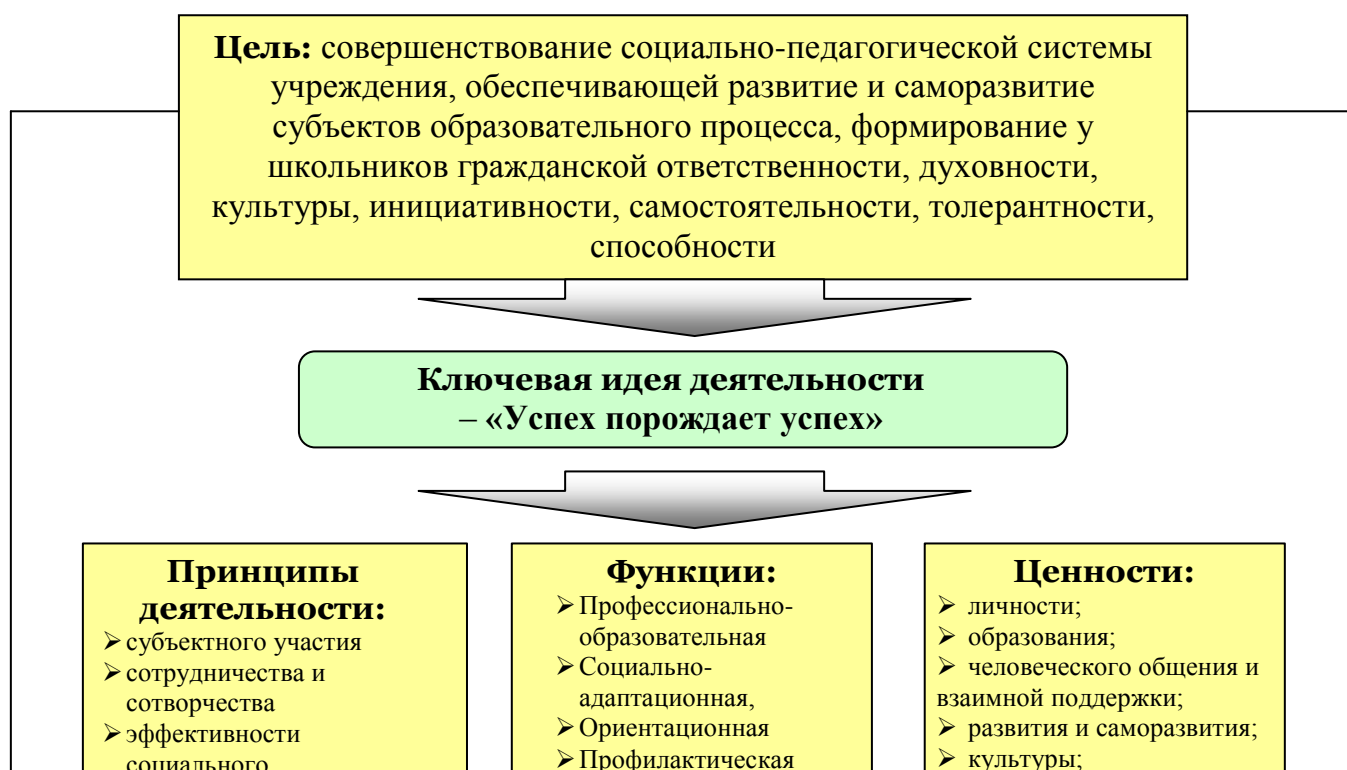 Цель: совершенствование социально-педагогической системы
учреждения, обеспечивающей развитие и саморазвитие
субъектов образовательного процесса, формирование у
школьников гражданской ответственности, духовности,
культуры, инициативности, самостоятельности, толерантности,
способности
Ключевая идея деятельности
– «Успех порождает успех»
Принципы
деятельности:
➢ субъектного участия
➢ сотрудничества и
сотворчества
➢ эффективности
социального
Функции:
➢ Профессионально-
образовательная
➢ Социально-
адаптационная,
➢ Ориентационная
➢ Профилактическая
Ценности:
➢ личности;
➢ образования;
➢ человеческого общения и
взаимной поддержки;
➢ развития и саморазвития;
➢ культуры;